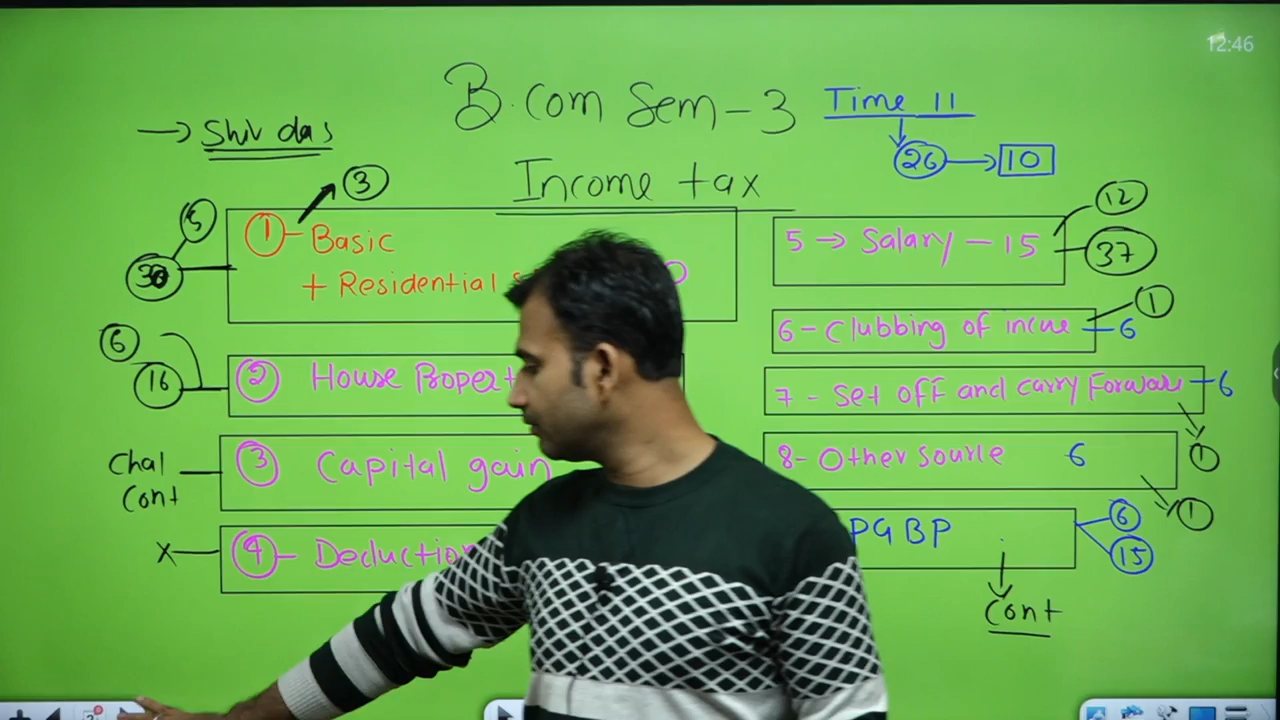 12:46
B.com Sem-3
Time 11
26 → 10
→ Shiv das
Income tax
3
5
30
① - Basic
+ Residential
6
16
② House Propert
Chal
Cont
③ Capital gain
X
④ - Deduction
12
37
5 → Salary - 15
1
6 - Clubbing of incue - 6
7 - Set off and carry Forward - 6
1
8 - Other source 6
1
PGBP
6
15
Cont